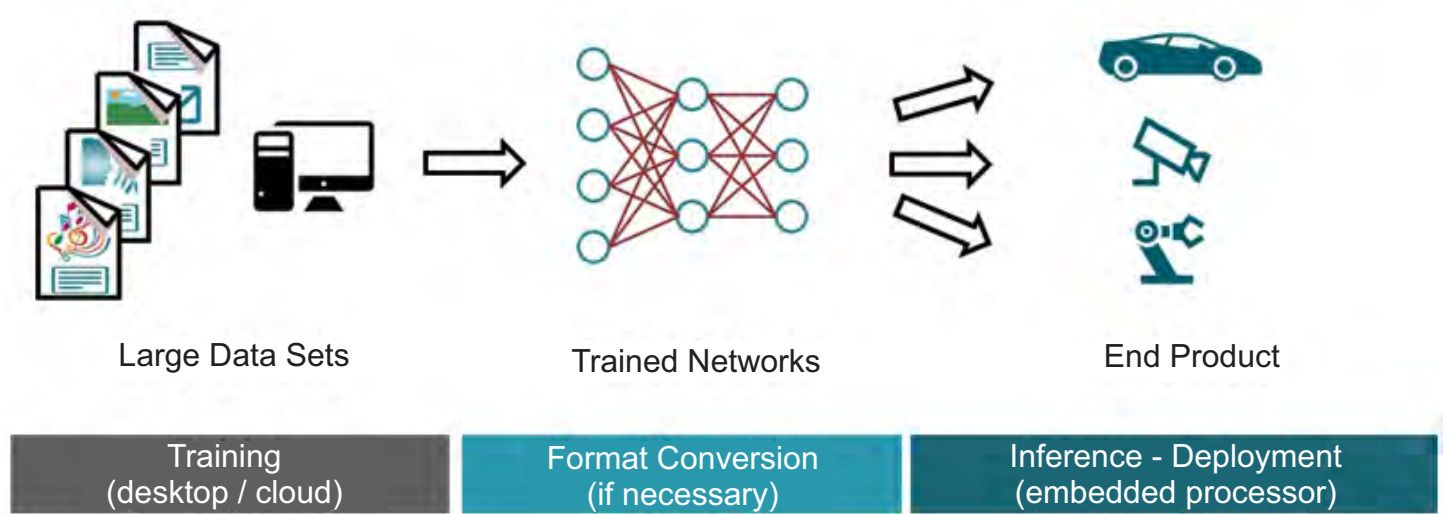 Large Data Sets
Trained Networks
End Product
Training
(desktop / cloud)
Format Conversion
(if necessary)
Inference - Deployment
(embedded processor)